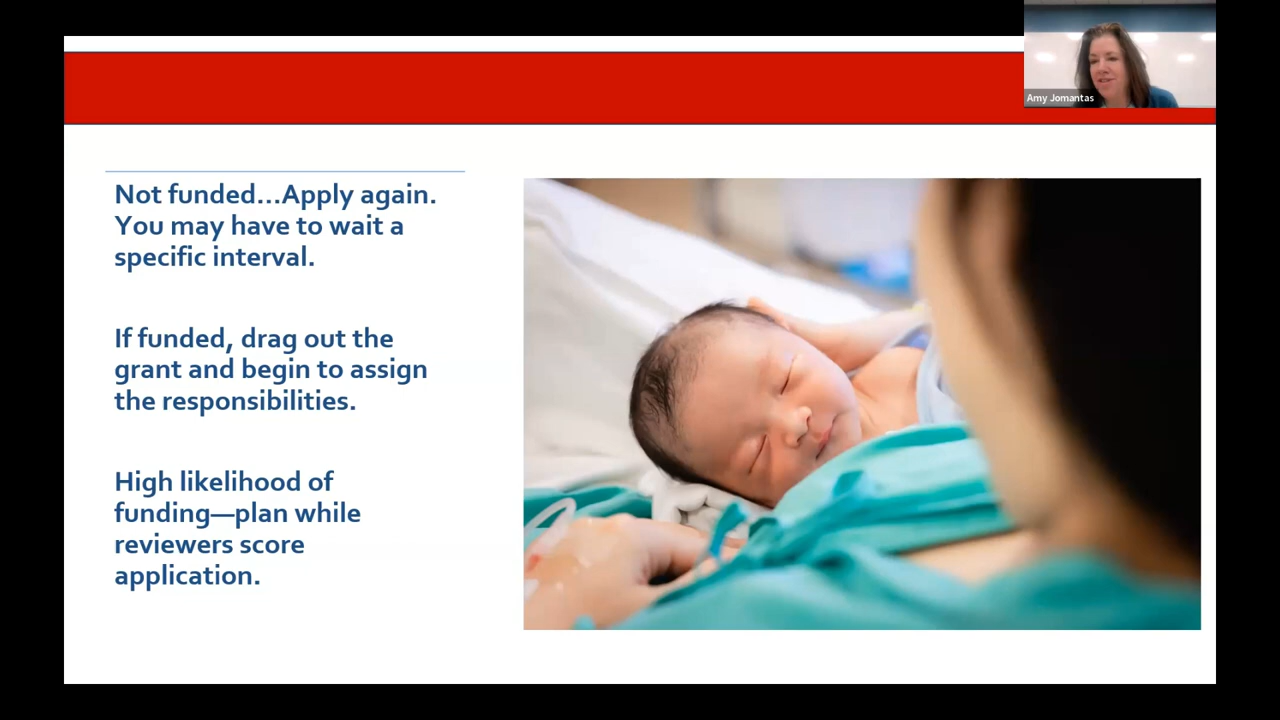 Amy Jomantas
Not funded...Apply again.
You may have to wait a
specific interval.
If funded, drag out the
grant and begin to assign
the responsibilities.
High likelihood of
funding—plan while
reviewers score
application.